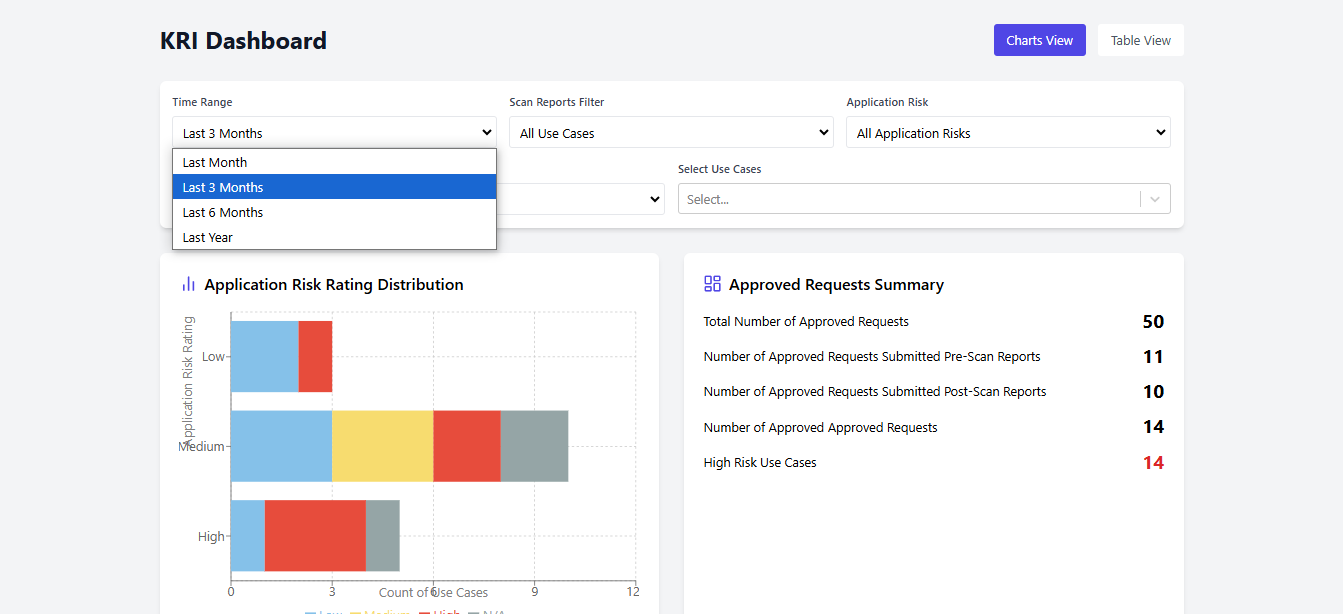 KRI Dashboard
Charts View
Table View
Time Range
Scan Reports Filter
Application Risk
Last 3 Months
All Use Cases
All Application Risks
Last Month
Last 3 Months
Last 6 Months
Last Year
Select Use Cases
Select...
Application Risk Rating Distribution
Application Risk Rating
Low
Medium
High
0
3
6
9
12
Count of Use Cases
Low
Medium
High
N/A
Approved Requests Summary
Total Number of Approved Requests 50
Number of Approved Requests Submitted Pre-Scan Reports 11
Number of Approved Requests Submitted Post-Scan Reports 10
Number of Approved Approved Requests 14
High Risk Use Cases 14